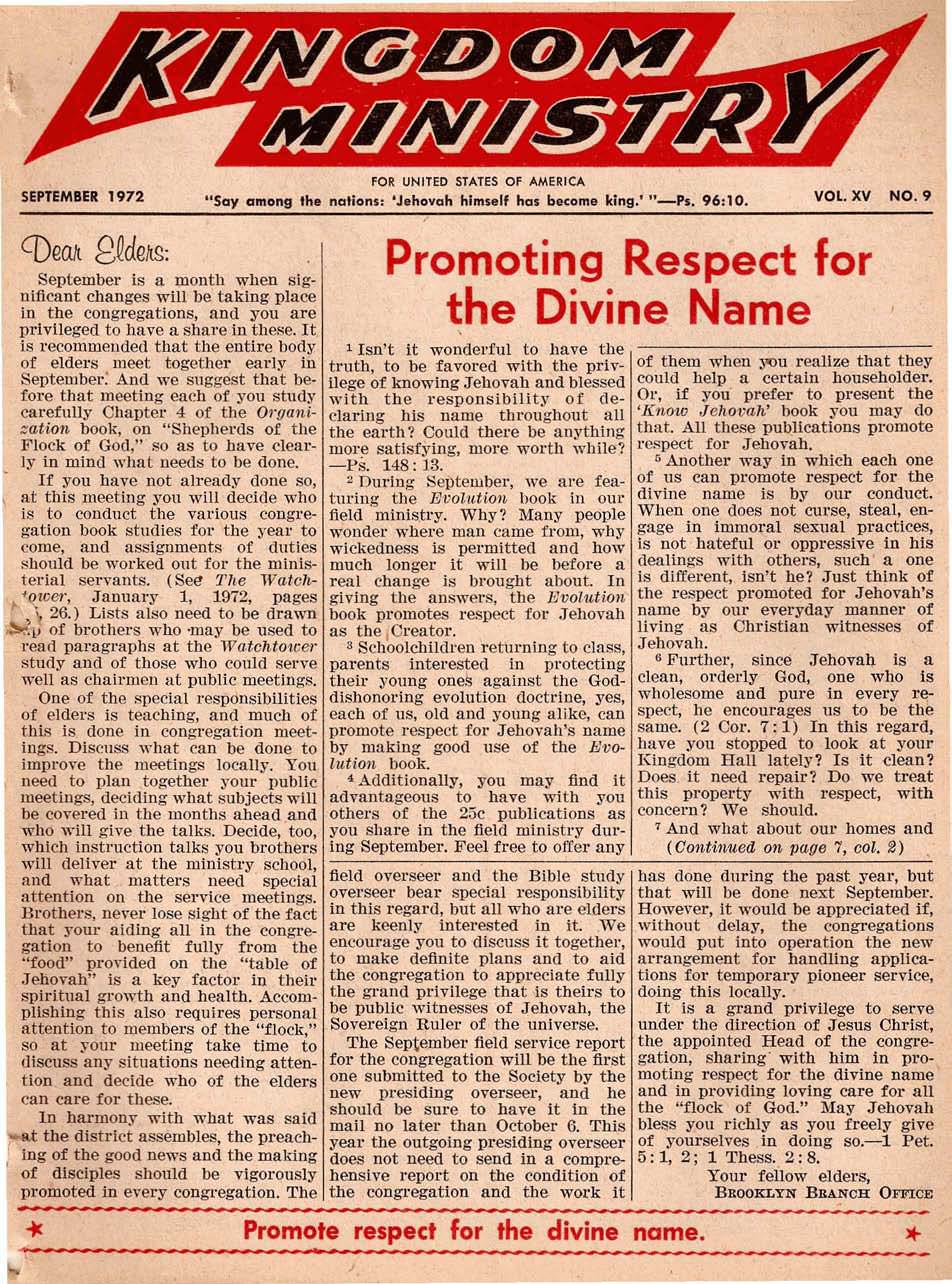 KINGDOM
MINISTRY
FOR UNITED STATES OF AMERICA
SEPTEMBER 1972
"Say among the nations: 'Jehovah himself has become king.' "—Ps. 96:10.
VOL. XV NO. 9
Dear Elders:
September is a month when sig-
nificant changes will be taking place
in the congregations, and you are
privileged to have a share in these. It
is recommended that the entire body
of elders meet together early in
September. And we suggest that be-
fore that meeting each of you study
carefully Chapter 4 of the Organi-
zation book, on "Shepherds of the
Flock of God," so as to have clear-
ly in mind what needs to be done.
If you have not already done so,
at this meeting you will decide who
is to conduct the various congre-
gation book studies for the year to
come, and assignments of duties
should be worked out for the minis-
terial servants. (See The Watch-
tower, January 1, 1972, pages
26.) Lists also need to be drawn
of brothers who may be used to
read paragraphs at the Watchtower
study and of those who could serve
well as chairmen at public meetings.
One of the special responsibilities
of elders is teaching, and much of
this is done in congregation meet-
ings. Discuss what can be done to
improve the meetings locally. You
need to plan together your public
meetings, deciding what subjects will
be covered in the months ahead and
who will give the talks. Decide, too,
which instruction talks you brothers
will deliver at the ministry school,
and what matters need special
attention on the service meetings.
Brothers, never lose sight of the fact
that your aiding all in the congre-
gation to benefit fully from the
"food" provided on the "table of
Jehovah" is a key factor in their
spiritual growth and health. Accom-
plishing this also requires personal
attention to members of the "flock,"
so at your meeting take time to
discuss any situations needing atten-
tion and decide who of the elders
can care for these.
In harmony with what was said
at the district assembles, the preach-
ing of the good news and the making
of disciples should be vigorously
promoted in every congregation. The
field overseer and the Bible study
overseer bear special responsibility
in this regard, but all who are elders
are keenly interested in it. We
encourage you to discuss it together,
to make definite plans and to aid
the congregation to appreciate fully
the grand privilege that is theirs to
be public witnesses of Jehovah, the
Sovereign Ruler of the universe.
The September field service report
for the congregation will be the first
one submitted to the Society by the
new presiding overseer, and he
should be sure to have it in the
mail no later than October 6. This
year the outgoing presiding overseer
does not need to send in a compre-
hensive report on the condition of
the congregation and the work it
has done during the past year, but
that will be done next September.
However, it would be appreciated if,
without delay, the congregations
would put into operation the new
arrangement for handling applica-
tions for temporary pioneer service,
doing this locally.
It is a grand privilege to serve
under the direction of Jesus Christ,
the appointed Head of the congre-
gation, sharing with him in pro-
moting respect for the divine name
and in providing loving care for all
the "flock of God." May Jehovah
bless you richly as you freely give
of yourselves in doing so.—1 Pet.
5:1, 2; 1 Thess. 2:8.
Your fellow elders,
BROOKLYN BRANCH OFFICE
Promoting Respect for
the Divine Name
1 Isn't it wonderful to have the
truth, to be favored with the priv-
ilege of knowing Jehovah and blessed
with the responsibility of de-
claring his name throughout all
the earth? Could there be anything
more satisfying, more worth while?
—Ps. 148:13.
2 During September, we are fea-
turing the Evolution book in our
field ministry. Why? Many people
wonder where man came from, why
wickedness is permitted and how
much longer it will be before a
real change is brought about. In
giving the answers, the Evolution
book promotes respect for Jehovah
as the Creator.
3 Schoolchildren returning to class,
parents interested in protecting
their young ones against the God-
dishonoring evolution doctrine, yes,
each of us, old and young alike, can
promote respect for Jehovah's name
by making good use of the Evo-
lution book.
4 Additionally, you may find it
advantageous to have with you
others of the 25c publications as
you share in the field ministry dur-
ing September. Feel free to offer any
of them when you realize that they
could help a certain householder.
Or, if you prefer to present the
'Know Jehovah' book you may do
that. All these publications promote
respect for Jehovah.
5 Another way in which each one
of us can promote respect for the
divine name is by our conduct.
When one does not curse, steal, en-
gage in immoral sexual practices,
is not hateful or oppressive in his
dealings with others, such a one
is different, isn't he? Just think of
the respect promoted for Jehovah's
name by our everyday manner of
living as Christian witnesses of
Jehovah.
6 Further, since Jehovah is a
clean, orderly God, one who is
wholesome and pure in every re-
spect, he encourages us to be the
same. (2 Cor. 7:1) In this regard,
have you stopped to look at your
Kingdom Hall lately? Is it clean?
Does it need repair? Do we treat
this property with respect, with
concern? We should.
7 And what about our homes and
(Continued on page 7, col. 2)
★ Promote respect for the divine name. ★